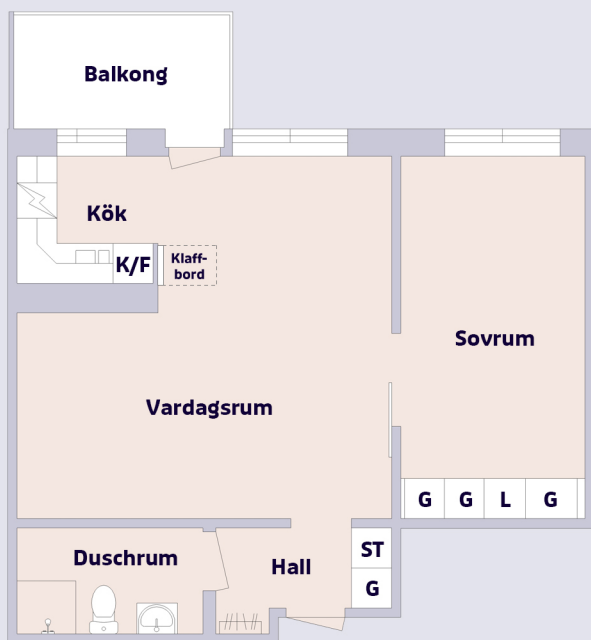 Balkong
Kök
K/F
Klaff-
bord
Sovrum
Vardagsrum
G
G
L
G
Duschrum
Hall
ST
G